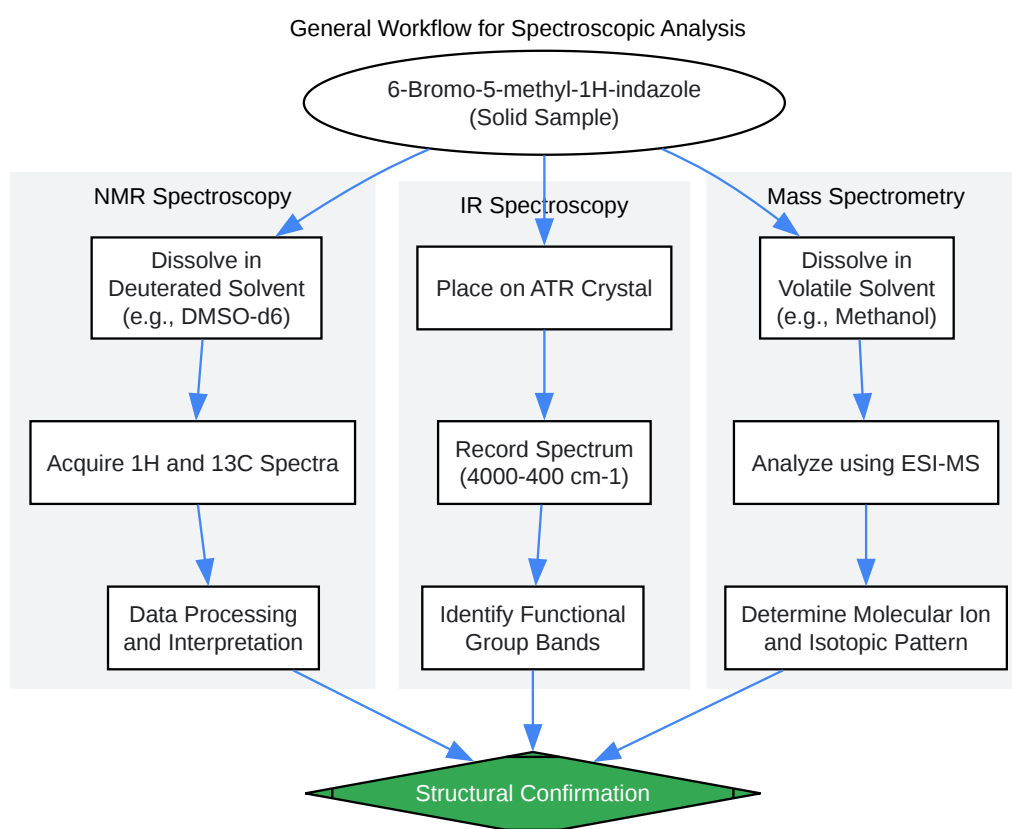 General Workflow for Spectroscopic Analysis
6-Bromo-5-methyl-1H-indazole
(Solid Sample)
NMR Spectroscopy
Dissolve in
Deuterated Solvent
(e.g., DMSO-d6)
Acquire 1H and 13C Spectra
Data Processing
and Interpretation
IR Spectroscopy
Place on ATR Crystal
Record Spectrum
(4000-400 cm-1)
Identify Functional
Group Bands
Mass Spectrometry
Dissolve in
Volatile Solvent
(e.g., Methanol)
Analyze using ESI-MS
Determine Molecular Ion
and Isotopic Pattern
Structural Confirmation